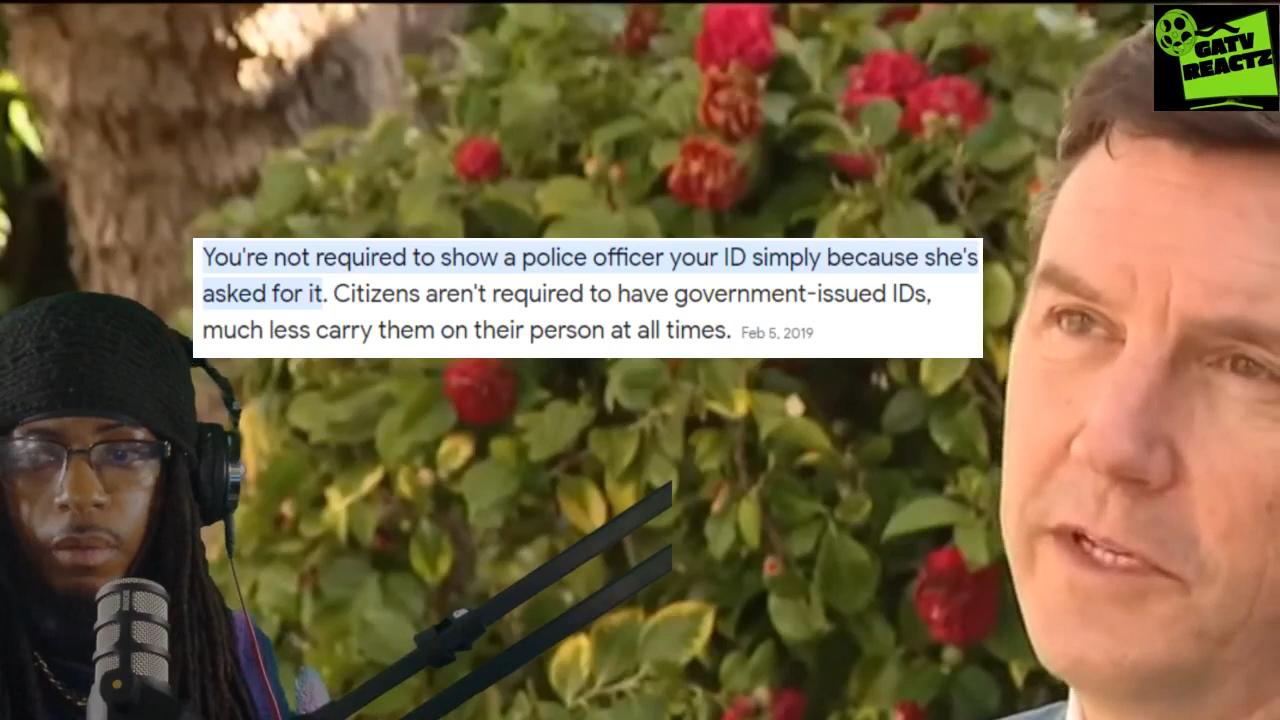 GATV
REACTZ
You're not required to show a police officer your ID simply because she's
asked for it. Citizens aren't required to have government-issued IDs,
much less carry them on their person at all times. Feb 5, 2019